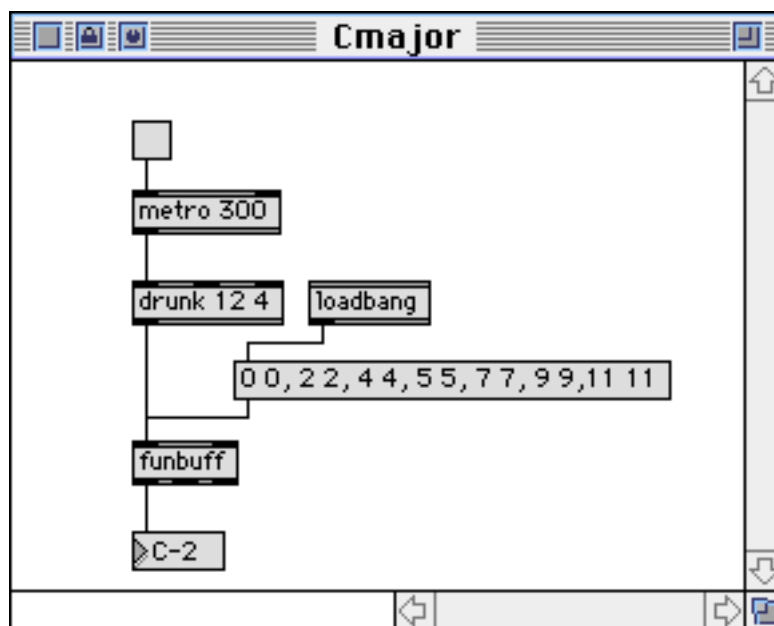 Cmajor
metro 300
drunk 12 4
loadbang
0 0, 2 2, 4 4, 5 5, 7 7, 9 9,11 11
funbuff
C-2